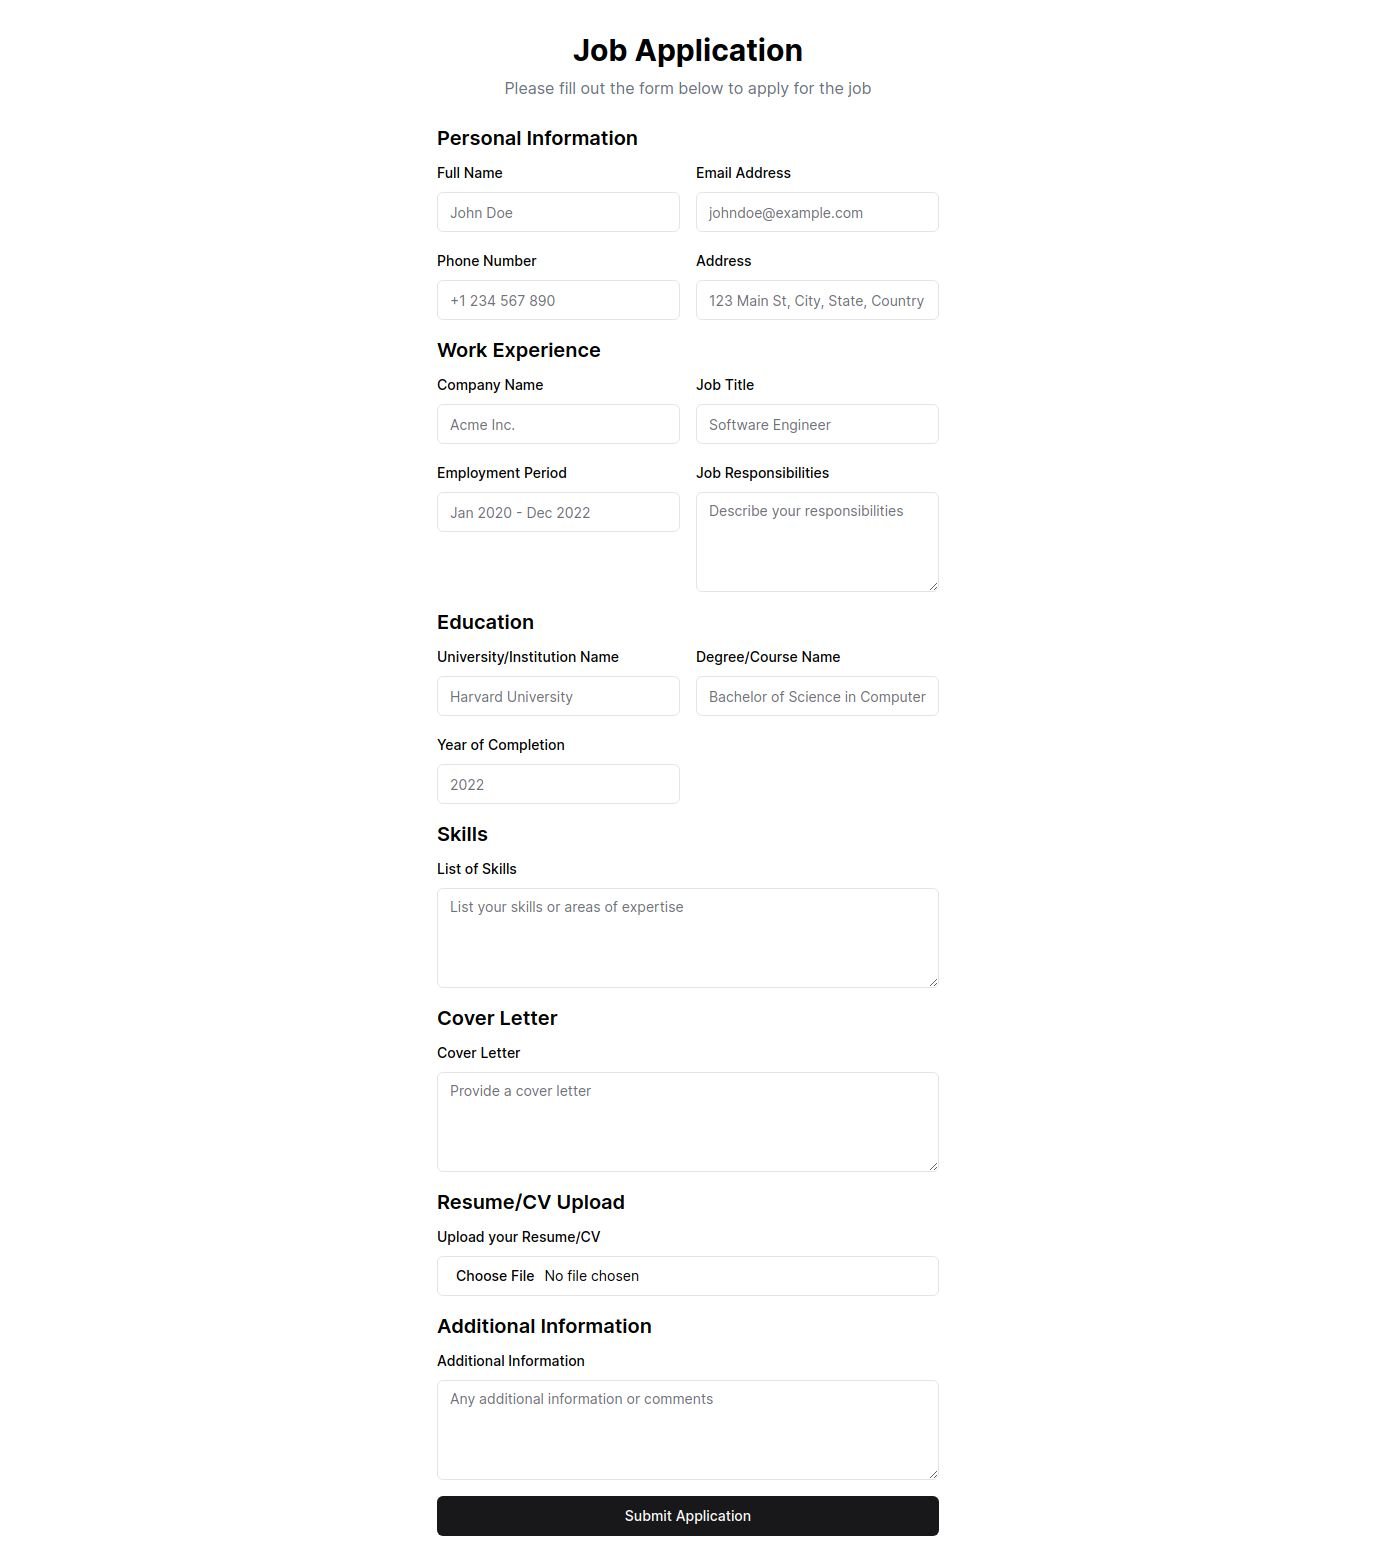 Job Application
Please fill out the form below to apply for the job
Personal Information
Full Name
John Doe
Email Address
johndoe@example.com
Phone Number
+1 234 567 890
Address
123 Main St, City, State, Country
Work Experience
Company Name
Acme Inc.
Job Title
Software Engineer
Employment Period
Jan 2020 - Dec 2022
Job Responsibilities
Describe your responsibilities
Education
University/Institution Name
Harvard University
Degree/Course Name
Bachelor of Science in Computer
Year of Completion
2022
Skills
List of Skills
List your skills or areas of expertise
Cover Letter
Cover Letter
Provide a cover letter
Resume/CV Upload
Upload your Resume/CV
Choose File No file chosen
Additional Information
Additional Information
Any additional information or comments
Submit Application